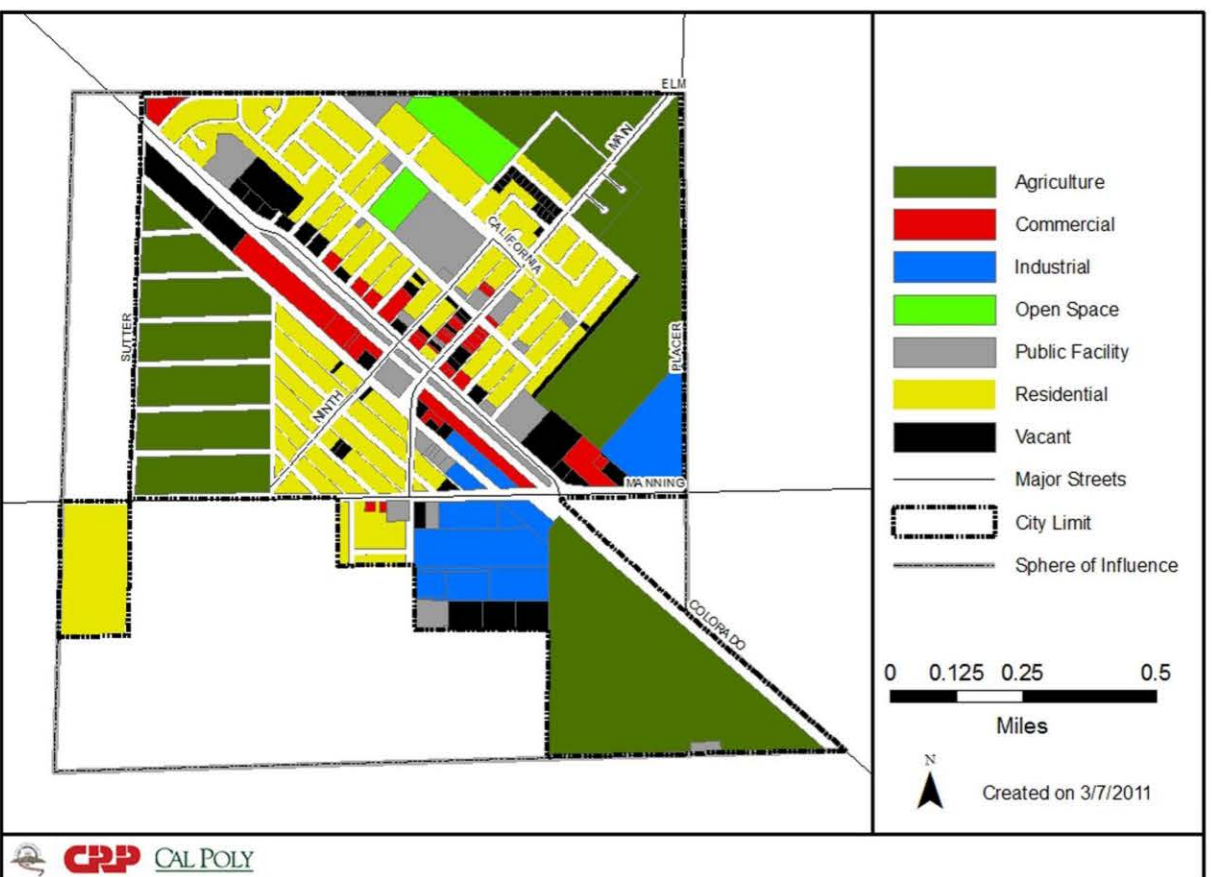 ELM
MAIN
CALIFORNIA
SUTTER
PLACER
NINTH
MANNING
COLORADO
Agriculture
Commercial
Industrial
Open Space
Public Facility
Residential
Vacant
Major Streets
City Limit
Sphere of Influence
0 0.125 0.25 0.5
Miles
N
Created on 3/7/2011
CRP CAL POLY